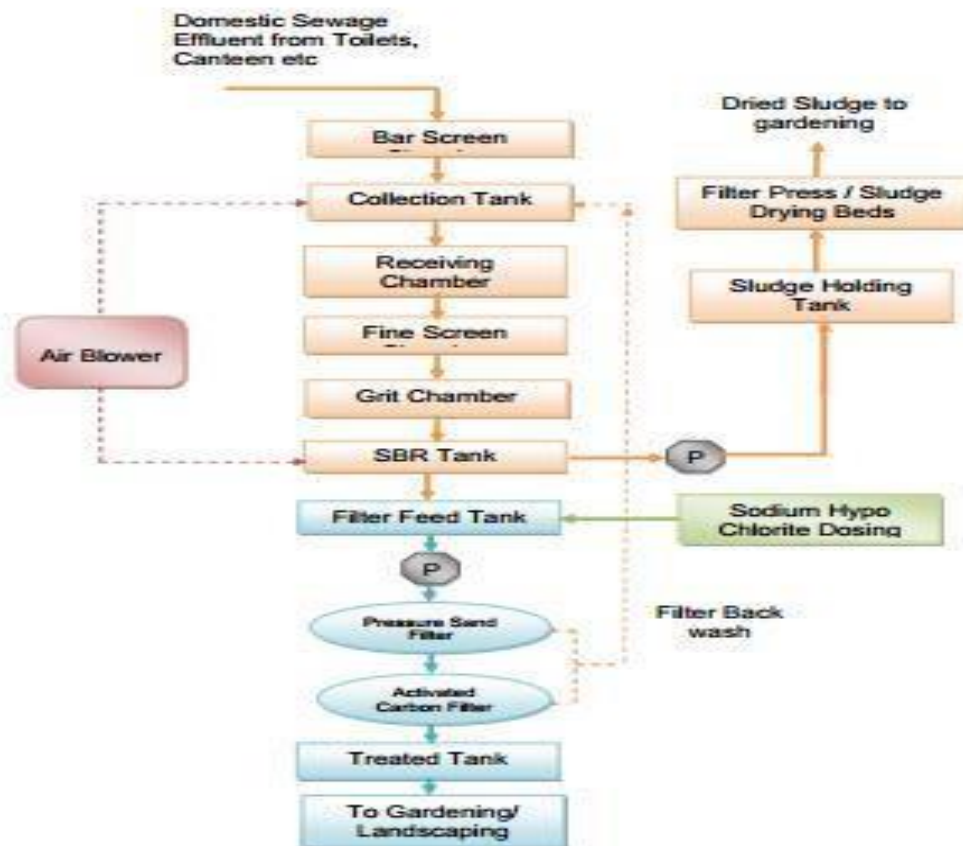 Domestic Sewage
Effluent from Toilets,
Canteen etc
Bar Screen
Collection Tank
Receiving
Chamber
Fine Screen
Grit Chamber
SBR Tank
Filter Feed Tank
P
Pressure Sand
Filter
Activated
Carbon Filter
Treated Tank
To Gardening/
Landscaping
Air Blower
P
Dried Sludge to
gardening
Filter Press / Sludge
Drying Beds
Sludge Holding
Tank
Sodium Hypo
Chlorite Dosing
Filter Back
wash